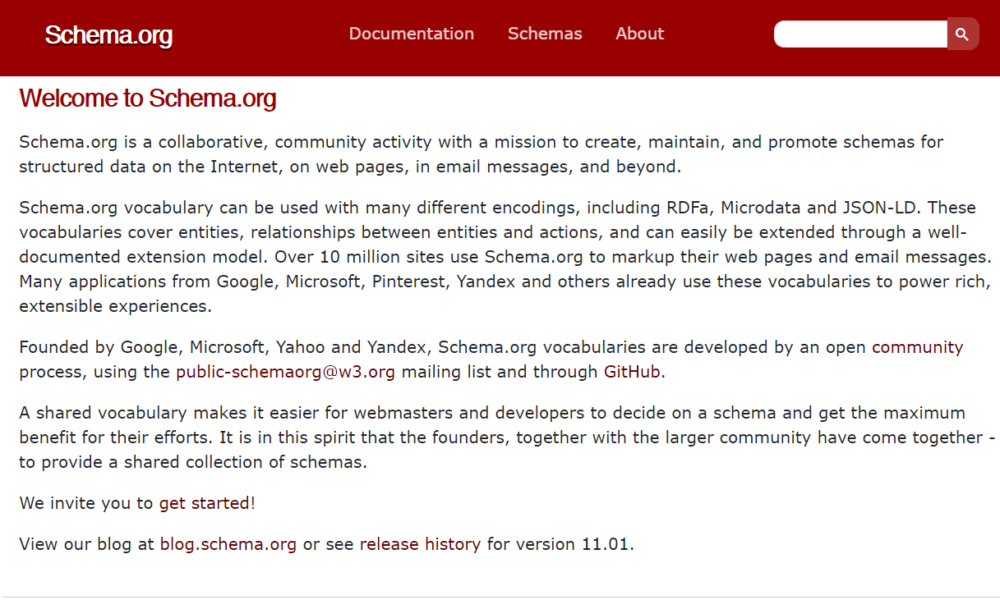 Schema.org
Documentation
Schemas
About
Welcome to Schema.org
Schema.org is a collaborative, community activity with a mission to create, maintain, and promote schemas for
structured data on the Internet, on web pages, in email messages, and beyond.
Schema.org vocabulary can be used with many different encodings, including RDFa, Microdata and JSON-LD. These
vocabularies cover entities, relationships between entities and actions, and can easily be extended through a well-
documented extension model. Over 10 million sites use Schema.org to markup their web pages and email messages.
Many applications from Google, Microsoft, Pinterest, Yandex and others already use these vocabularies to power rich,
extensible experiences.
Founded by Google, Microsoft, Yahoo and Yandex, Schema.org vocabularies are developed by an open community
process, using the public-schemaorg@w3.org mailing list and through GitHub.
A shared vocabulary makes it easier for webmasters and developers to decide on a schema and get the maximum
benefit for their efforts. It is in this spirit that the founders, together with the larger community have come together -
to provide a shared collection of schemas.
We invite you to get started!
View our blog at blog.schema.org or see release history for version 11.01.